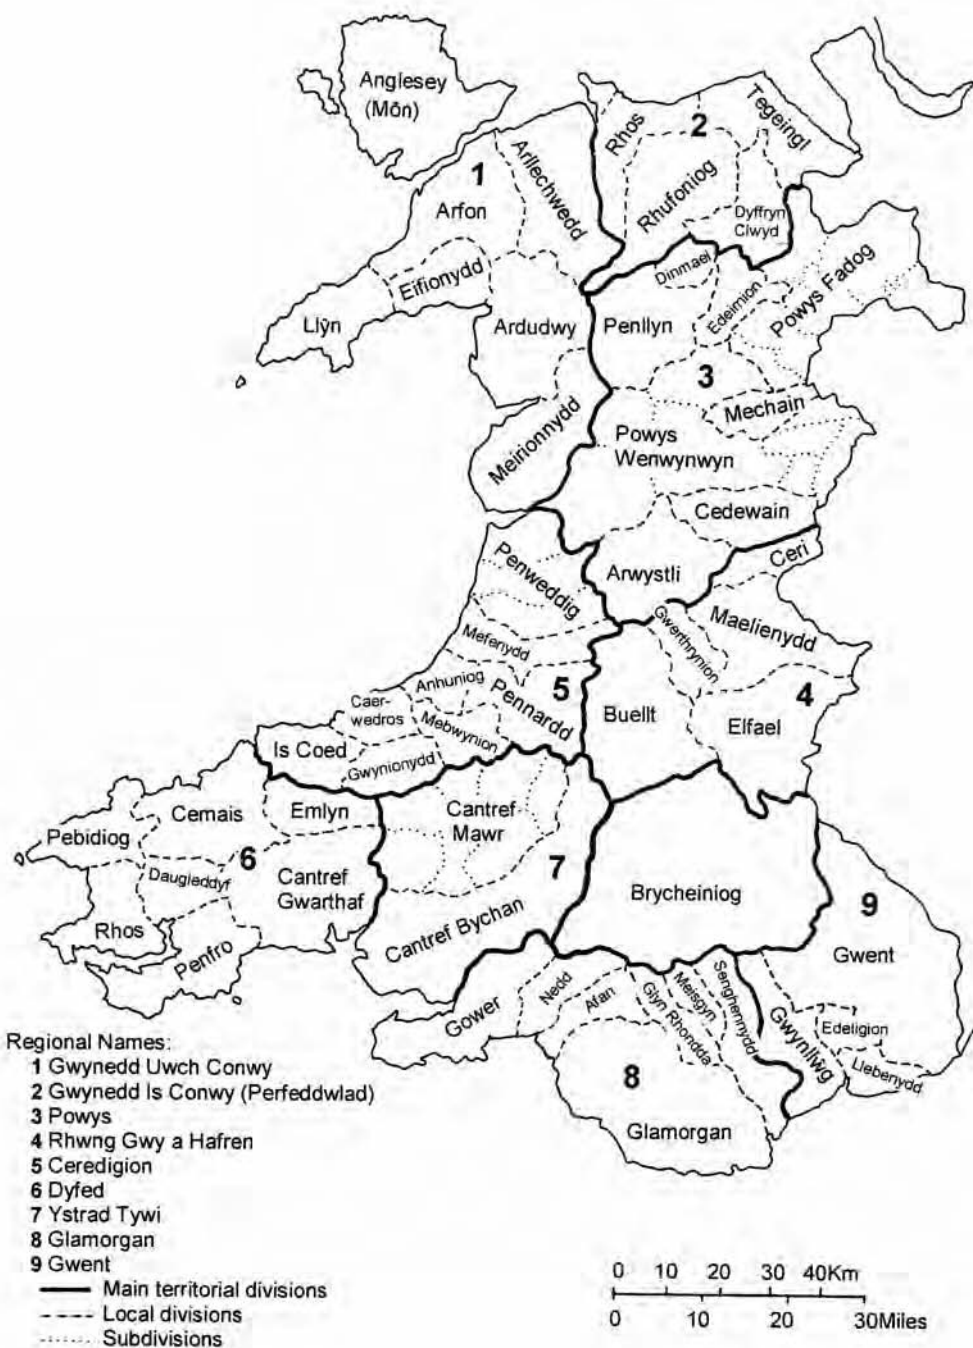 Anglesey
(Môn)
Rhos
2
Tegeingl
Arllechwedd
1
Arfon
Rhufoniog
Dyffryn
Clwyd
Dinmael
Powys Fadog
Eifionydd
Edeirnion
Llŷn
Ardudwy
Penllyn
3
Mechain
Meirionnydd
Powys
Wenwynwyn
Cedewain
Penweddig
Arwystli
Ceri
Gwerthrynion
Maelienydd
Mefenydd
Anhuniog
5
Pennardd
Caer-
wedros
Mebwynion
Buellt
4
Elfael
Is Coed
Gwynionydd
Cemais
Emlyn
Cantref
Mawr
Pebidiog
6
7
Daugleddyf
Cantref
Gwarthaf
Brycheiniog
9
Rhos
Penfro
Cantref Bychan
Gwent
Gower
Nedd
Afan
Glyn Rhondda
Meisgyn
Senghennydd
Gwynllwg
Edeligion
Llebenydd
8
Glamorgan
Regional Names:
1 Gwynedd Uwch Conwy
2 Gwynedd Is Conwy (Perfeddwlad)
3 Powys
4 Rhwng Gwy a Hafren
5 Ceredigion
6 Dyfed
7 Ystrad Tywi
8 Glamorgan
9 Gwent
Main territorial divisions
Local divisions
Subdivisions
0 10 20 30 40Km
0 10 20 30Miles